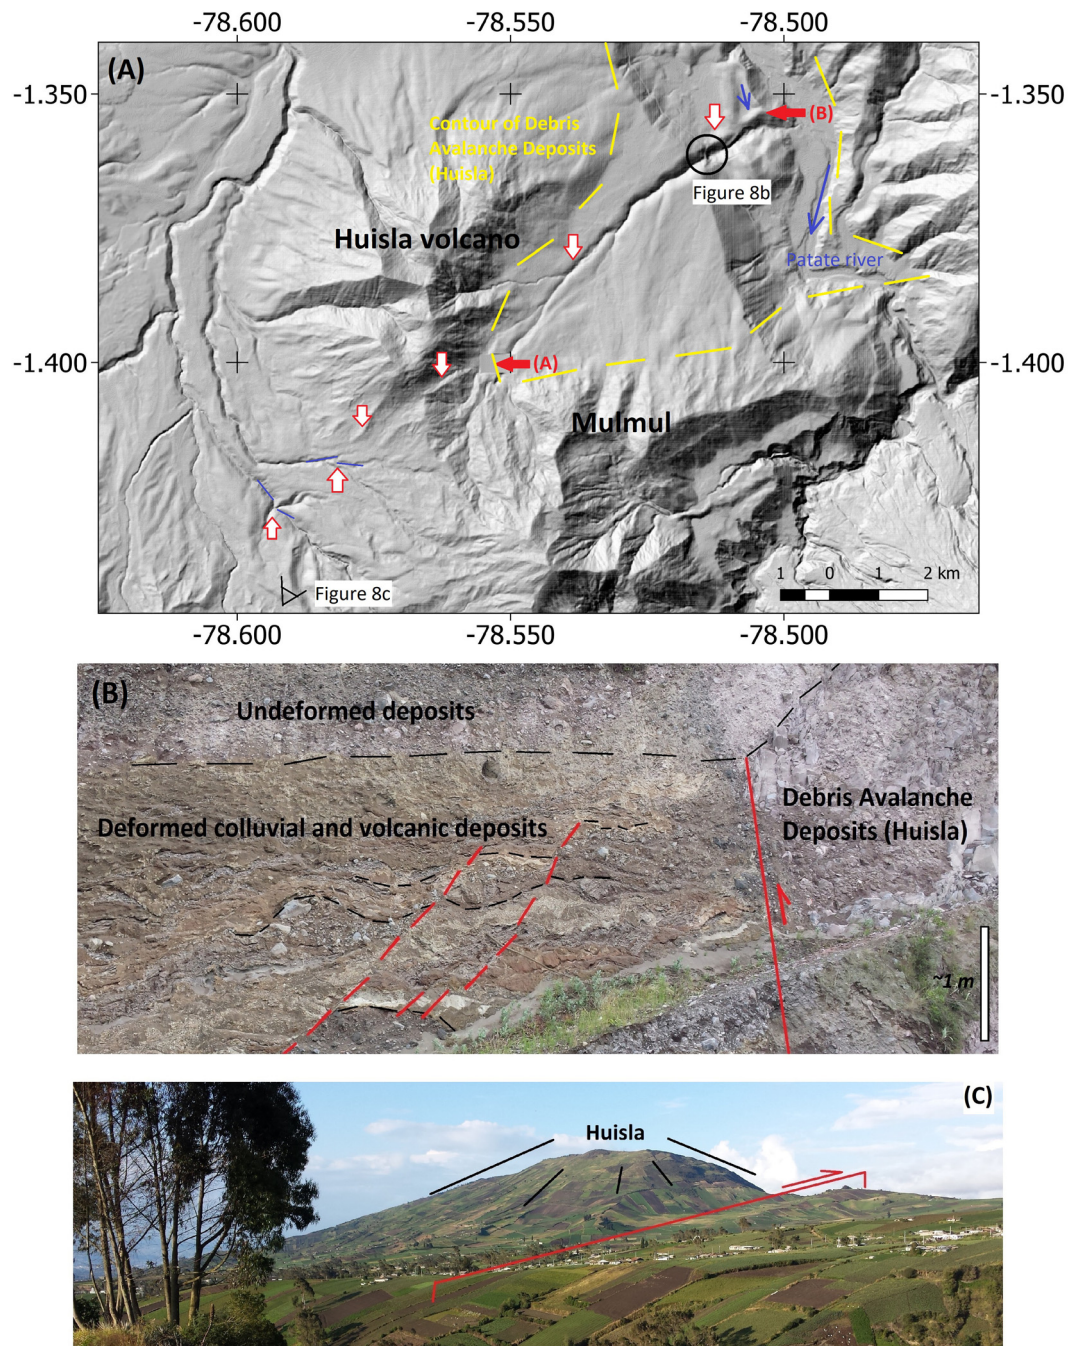 -78.600
-78.550
-78.500
(A)
-1.350
-1.350
(B)
Contour of Debris
Avalanche Deposits
(Huisla)
Figure 8b
Huisla volcano
Patate river
-1.400
-1.400
(A)
Mulmul
1 0 1 2 km
Figure 8c
-78.600
-78.550
-78.500
(B)
Undeformed deposits
Debris Avalanche
Deposits (Huisla)
Deformed colluvial and volcanic deposits
~1 m
(C)
Huisla